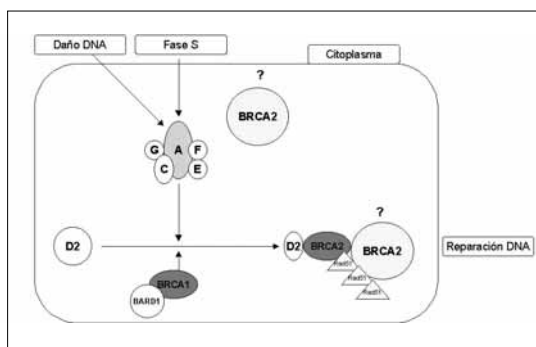 Daño DNA
Fase S
Citoplasma
?
BRCA2
G
A
F
C
E
?
D2
D2
BRCA2
BRCA2
Reparación DNA
Rad51
Rad51
Rad51
BRCA1
BARD1